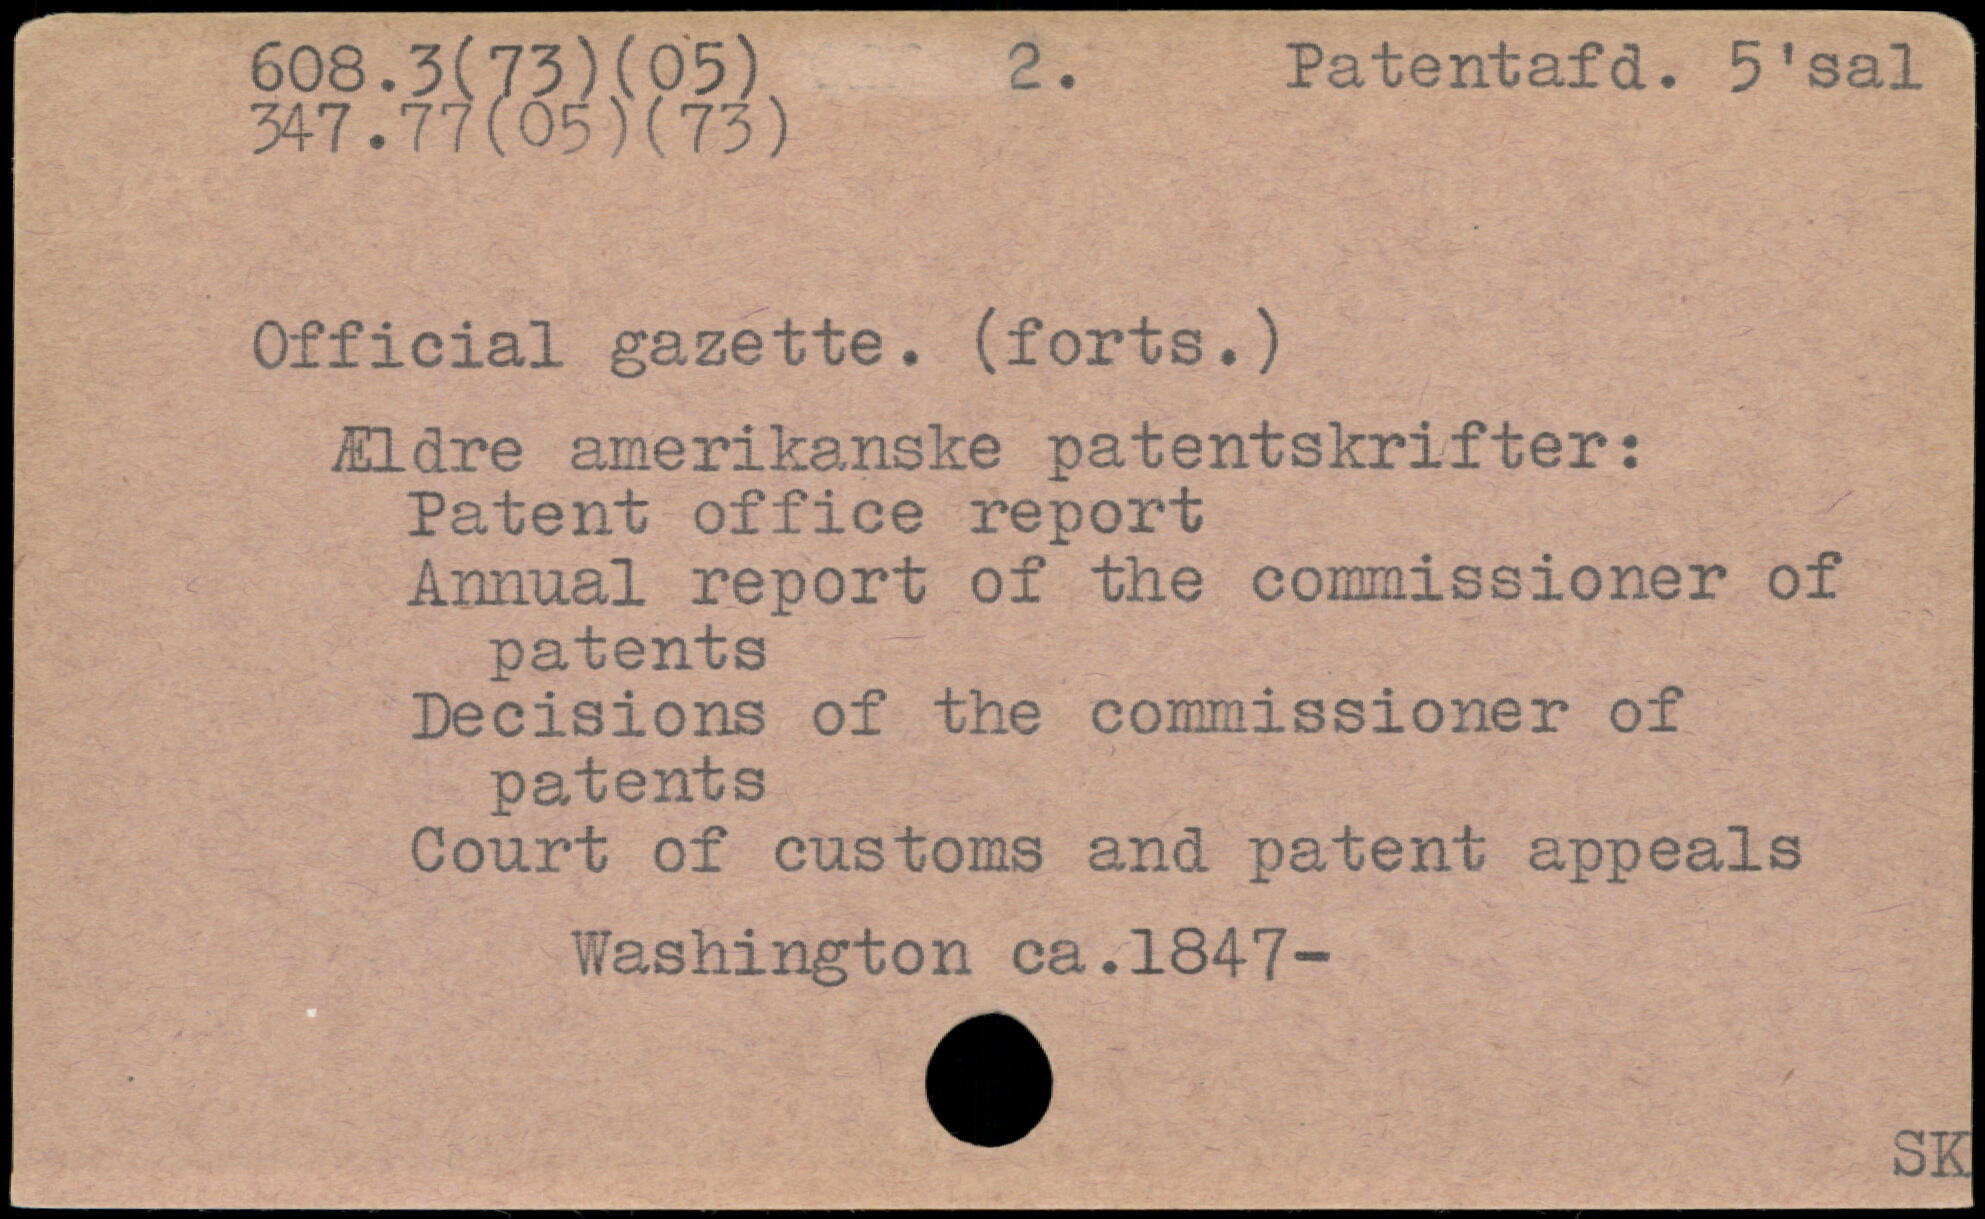 608.3(73)(05) 2. Patentafd. 5'sal
347.77(05)(73)
Official gazette. (forts.)
Ældre amerikanske patentskrifter:
Patent office report
Annual report of the commissioner of
patents
Decisions of the commissioner of
patents
Court of customs and patent appeals
Washington ca.1847-
SK